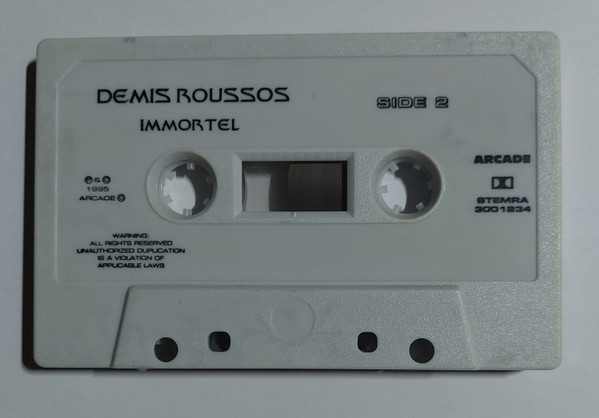 DEMIS ROUSSOS
IMMORTEL
SIDE 2
℗ © 
1995
ARCADE
WARNING:
ALL RIGHTS RESERVED
UNAUTHORIZED DUPLICATION
IS A VIOLATION OF
APPLICABLE LAWS
ARCADE
STEMRA
3001234